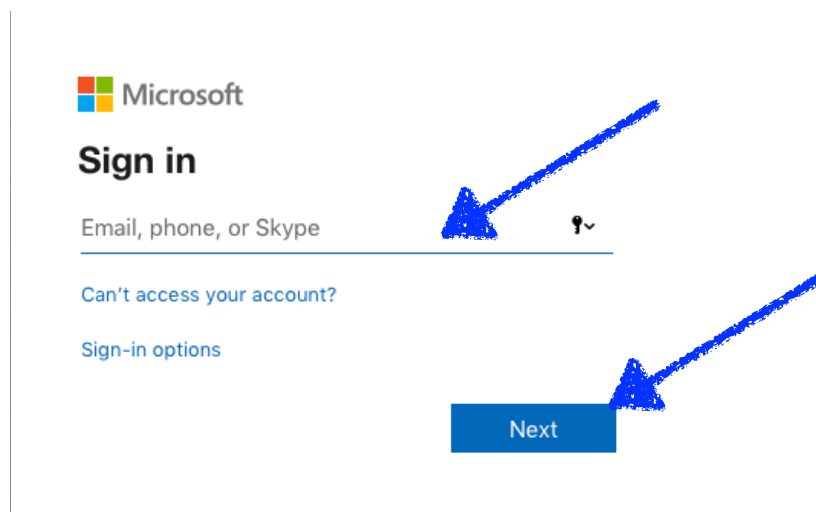 Microsoft
Sign in
Email, phone, or Skype
Can't access your account?
Sign-in options
Next